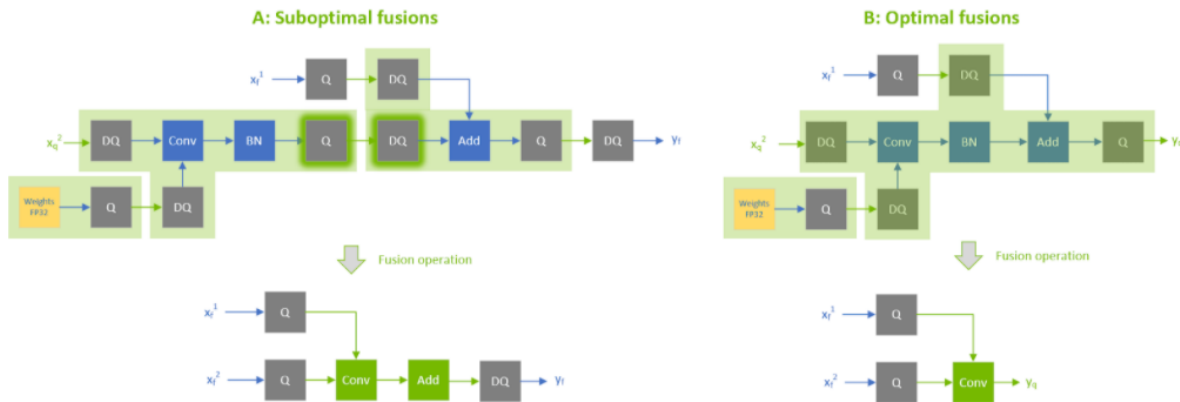 A: Suboptimal fusions
x_f^1 Q DQ
x_q^2 DQ Conv BN Q DQ Add Q DQ y_f
Weights
FP32
Q DQ
Fusion operation
x_f^1 Q
x_f^2 Q Conv Add DQ y_f
B: Optimal fusions
x_f^1 Q DQ
x_q^2 DQ Conv BN Add Q
Weights
FP32
Q DQ
Fusion operation
x_f^1 Q
x_f^2 Q Conv y_q